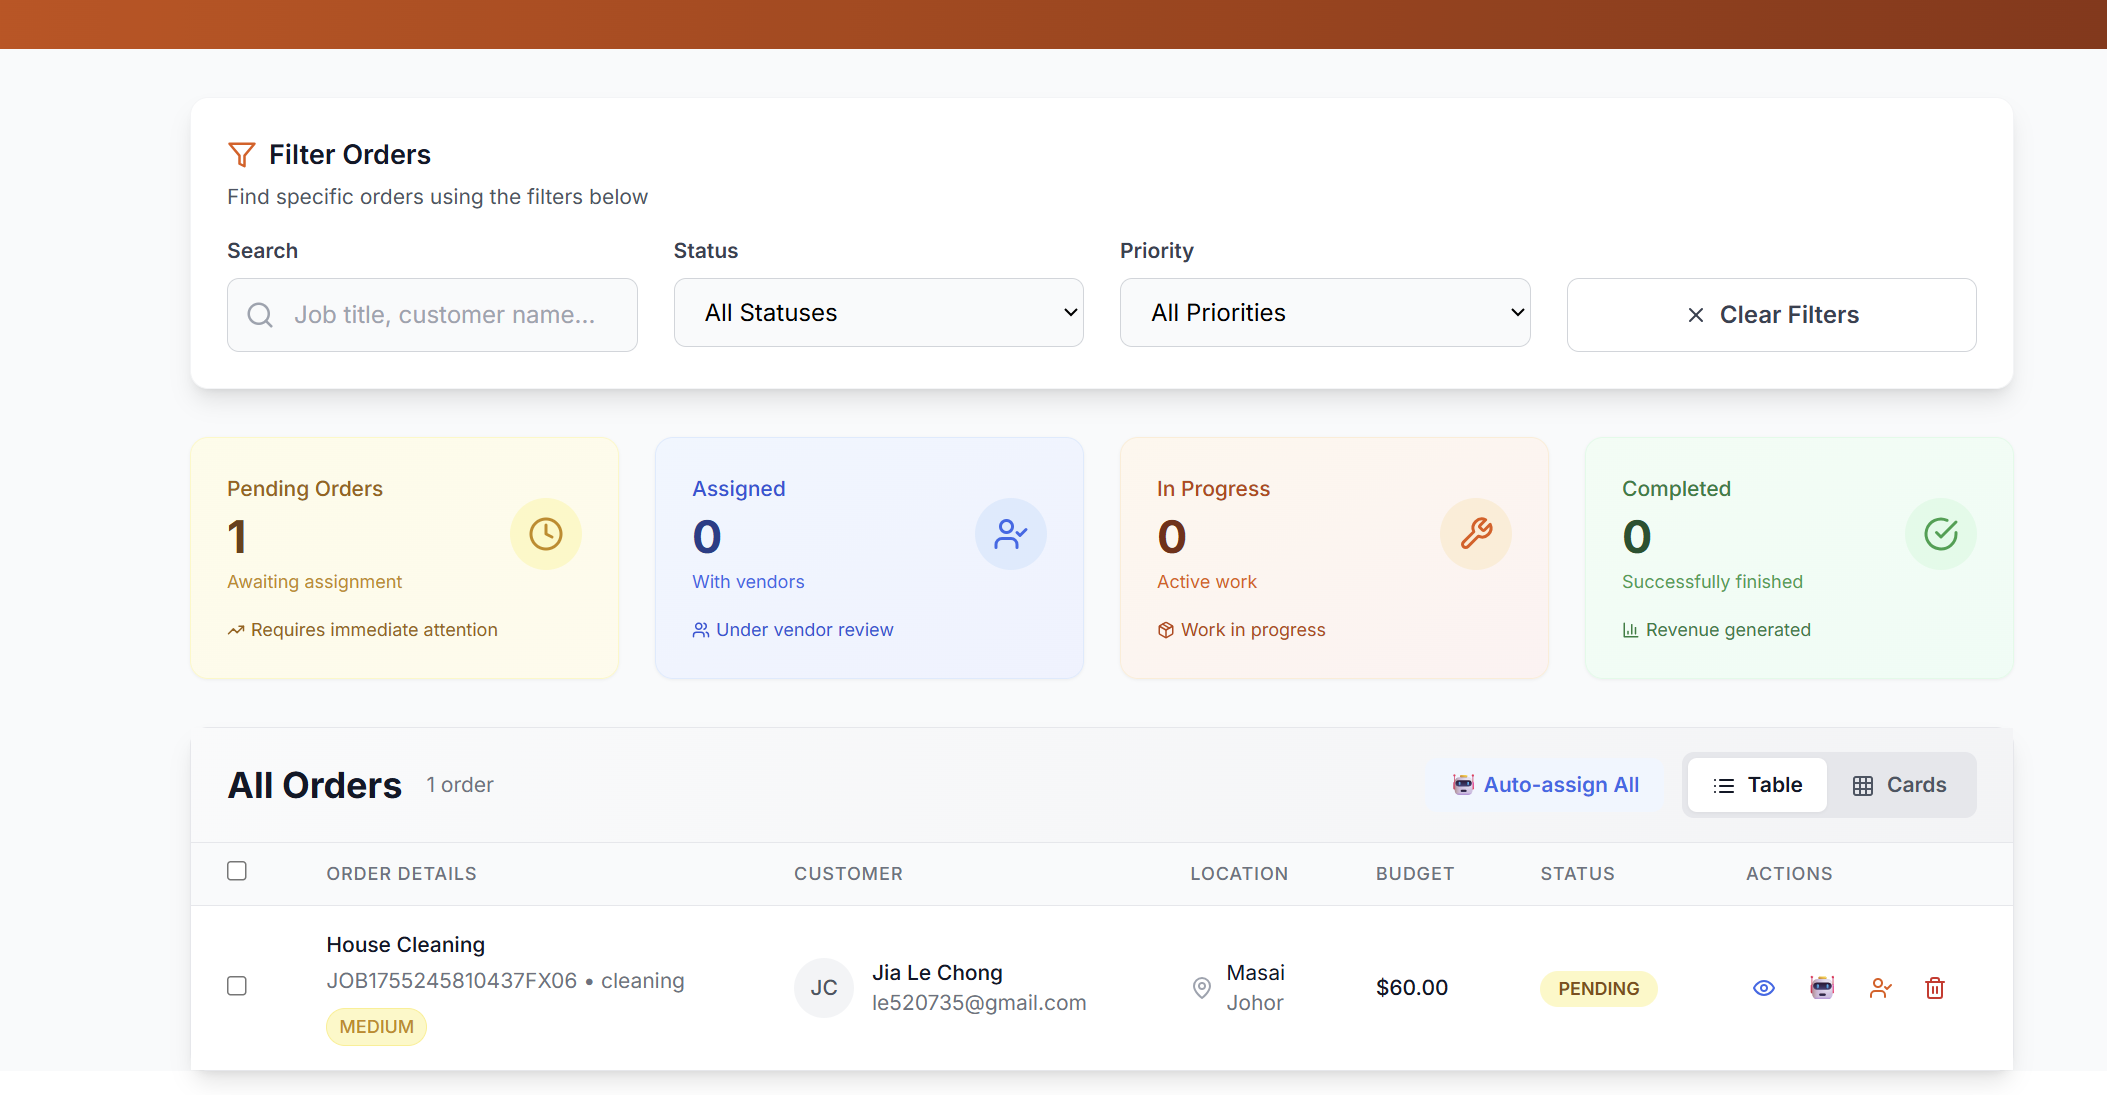 Filter Orders
Find specific orders using the filters below
Search
Status
Priority
Job title, customer name...
All Statuses
All Priorities
Clear Filters
Pending Orders
1
Awaiting assignment
Requires immediate attention
Assigned
0
With vendors
Under vendor review
In Progress
0
Active work
Work in progress
Completed
0
Successfully finished
Revenue generated
All Orders 1 order
Auto-assign All
Table
Cards
ORDER DETAILS CUSTOMER LOCATION BUDGET STATUS ACTIONS
House Cleaning
JOB1755245810437FX06 • cleaning
MEDIUM
JC
Jia Le Chong
le520735@gmail.com
Masai
Johor
$60.00
PENDING